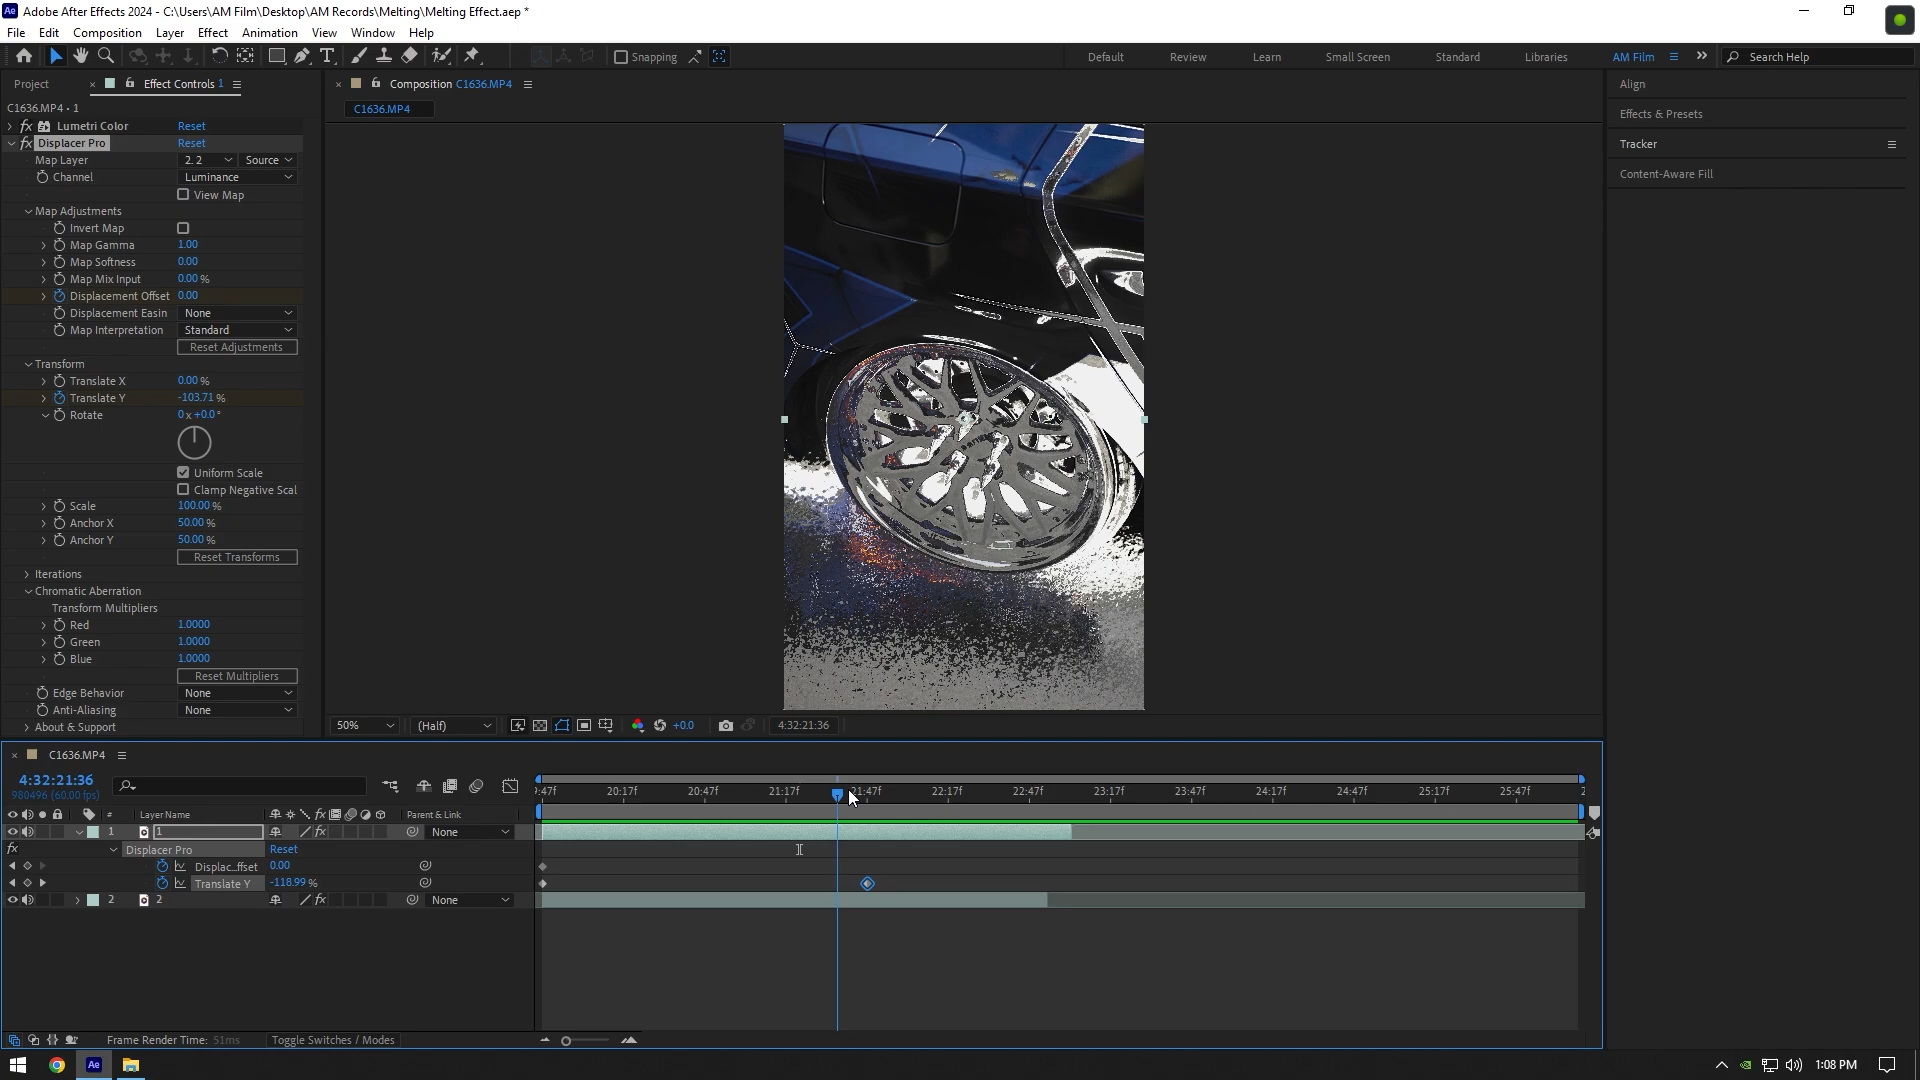 Adobe After Effects 2024 - C:\Users\AM Film\Desktop\AM Records\Melting\Melting Effect.aep *
File Edit Composition Layer Effect Animation View Window Help
Snapping
Default Review Learn Small Screen Standard Libraries AM Film Search Help
Project Effect Controls 1
Composition C1636.MP4
C1636.MP4 • 1
C1636.MP4
Lumetri Color Reset
Displacer Pro Reset
Map Layer 2. 2 Source
Channel Luminance
View Map
Map Adjustments
Invert Map
Map Gamma 1.00
Map Softness 0.00
Map Mix Input 0.00 %
Displacement Offset 0.00
Displacement Easin None
Map Interpretation Standard
Reset Adjustments
Transform
Translate X 0.00 %
Translate Y -103.71 %
Rotate 0 x +0.0 °
Uniform Scale
Clamp Negative Scal
Scale 100.00 %
Anchor X 50.00 %
Anchor Y 50.00 %
Reset Transforms
Iterations
Chromatic Aberration
Transform Multipliers
Red 1.0000
Green 1.0000
Blue 1.0000
Reset Multipliers
Edge Behavior None
Anti-Aliasing None
About & Support
Align
Effects & Presets
Tracker
Content-Aware Fill
50% (Half) +0.0 4:32:21:36
C1636.MP4
4:32:21:36
980496 (60.00 fps)
:47f 20:17f 20:47f 21:17f 21:47f 22:17f 22:47f 23:17f 23:47f 24:17f 24:47f 25:17f 25:47f 2
# Layer Name Parent & Link
1 1 None
Displacer Pro Reset
Displac...ffset 0.00
Translate Y -118.99 %
2 2 None
Frame Render Time: 51ms Toggle Switches / Modes
Ae 1:08 PM